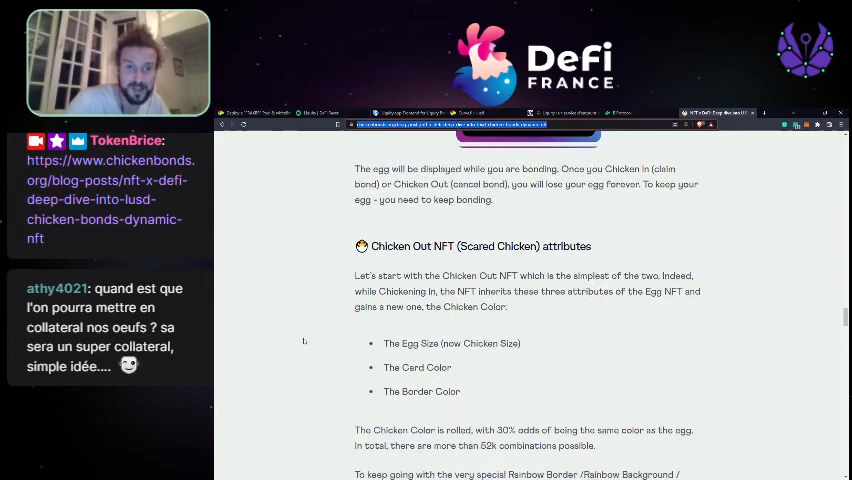 DeFi
FRANCE
TokenBrice:
https://www.chickenbonds.
org/blog-posts/nft-x-defi-
deep-dive-into-lusd-
chicken-bonds-dynamic-
nft
athy4021: quand est que
l'on pourra mettre en
collateral nos oeufs ? sa
sera un super collateral,
simple idée....
The egg will be displayed while you are bonding. Once you Chicken in (claim
bond) or Chicken Out (cancel bond), you will lose your egg forever. To keep your
egg - you need to keep bonding.
Chicken Out NFT (Scared Chicken) attributes
Let's start with the Chicken Out NFT which is the simplest of the two. Indeed,
while Chickening In, the NFT inherits these three attributes of the Egg NFT and
gains a new one, the Chicken Color:
• The Egg Size (now Chicken Size)
• The Card Color
• The Border Color
The Chicken Color is rolled, with 30% odds of being the same color as the egg.
In total, there are more than 52k combinations possible.
To keep going with the very special Rainbow Border /Rainbow Background /